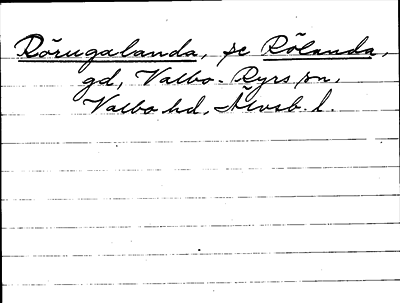 Rörugalanda, se Rölanda,
gd, Valbo-Ryrs sn,
Valbo hd, Älvsb. l.